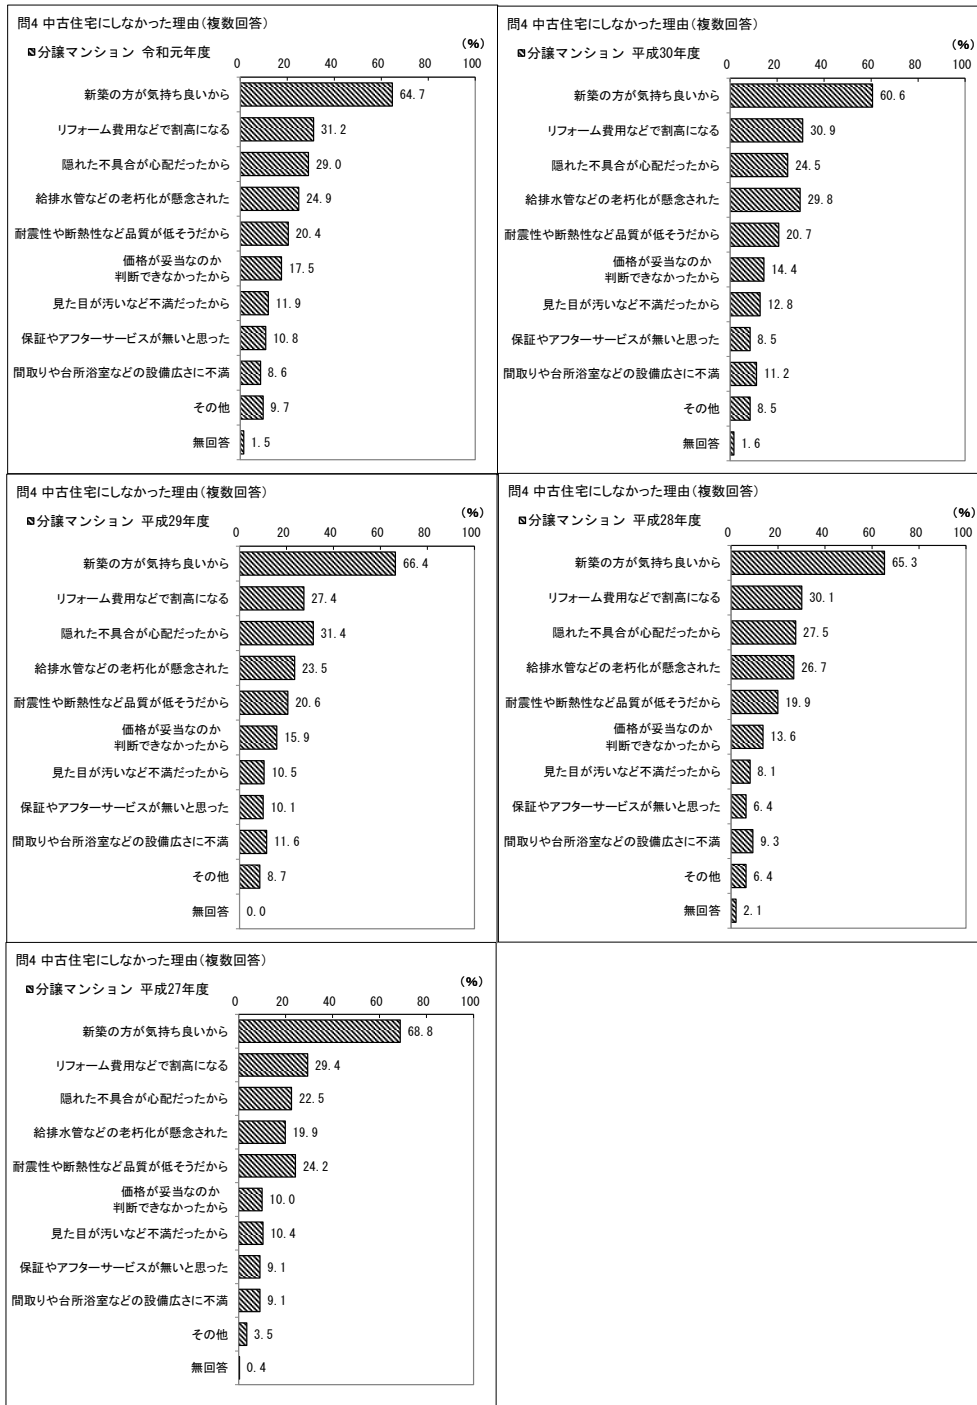 問4 中古住宅にしなかった理由(複数回答)
分譲マンション 令和元年度
(%)
0 20 40 60 80 100
新築の方が気持ち良いから 64.7
リフォーム費用などで割高になる 31.2
隠れた不具合が心配だったから 29.0
給排水管などの老朽化が懸念された 24.9
耐震性や断熱性など品質が低そうだから 20.4
価格が妥当なのか
判断できなかったから 17.5
見た目が汚いなど不満だったから 11.9
保証やアフターサービスが無いと思った 10.8
間取りや台所浴室などの設備広さに不満 8.6
その他 9.7
無回答 1.5
問4 中古住宅にしなかった理由(複数回答)
分譲マンション 平成30年度
(%)
0 20 40 60 80 100
新築の方が気持ち良いから 60.6
リフォーム費用などで割高になる 30.9
隠れた不具合が心配だったから 24.5
給排水管などの老朽化が懸念された 29.8
耐震性や断熱性など品質が低そうだから 20.7
価格が妥当なのか
判断できなかったから 14.4
見た目が汚いなど不満だったから 12.8
保証やアフターサービスが無いと思った 8.5
間取りや台所浴室などの設備広さに不満 11.2
その他 8.5
無回答 1.6
問4 中古住宅にしなかった理由(複数回答)
分譲マンション 平成29年度
(%)
0 20 40 60 80 100
新築の方が気持ち良いから 66.4
リフォーム費用などで割高になる 27.4
隠れた不具合が心配だったから 31.4
給排水管などの老朽化が懸念された 23.5
耐震性や断熱性など品質が低そうだから 20.6
価格が妥当なのか
判断できなかったから 15.9
見た目が汚いなど不満だったから 10.5
保証やアフターサービスが無いと思った 10.1
間取りや台所浴室などの設備広さに不満 11.6
その他 8.7
無回答 0.0
問4 中古住宅にしなかった理由(複数回答)
分譲マンション 平成28年度
(%)
0 20 40 60 80 100
新築の方が気持ち良いから 65.3
リフォーム費用などで割高になる 30.1
隠れた不具合が心配だったから 27.5
給排水管などの老朽化が懸念された 26.7
耐震性や断熱性など品質が低そうだから 19.9
価格が妥当なのか
判断できなかったから 13.6
見た目が汚いなど不満だったから 8.1
保証やアフターサービスが無いと思った 6.4
間取りや台所浴室などの設備広さに不満 9.3
その他 6.4
無回答 2.1
問4 中古住宅にしなかった理由(複数回答)
分譲マンション 平成27年度
(%)
0 20 40 60 80 100
新築の方が気持ち良いから 68.8
リフォーム費用などで割高になる 29.4
隠れた不具合が心配だったから 22.5
給排水管などの老朽化が懸念された 19.9
耐震性や断熱性など品質が低そうだから 24.2
価格が妥当なのか
判断できなかったから 10.0
見た目が汚いなど不満だったから 10.4
保証やアフターサービスが無いと思った 9.1
間取りや台所浴室などの設備広さに不満 9.1
その他 3.5
無回答 0.4